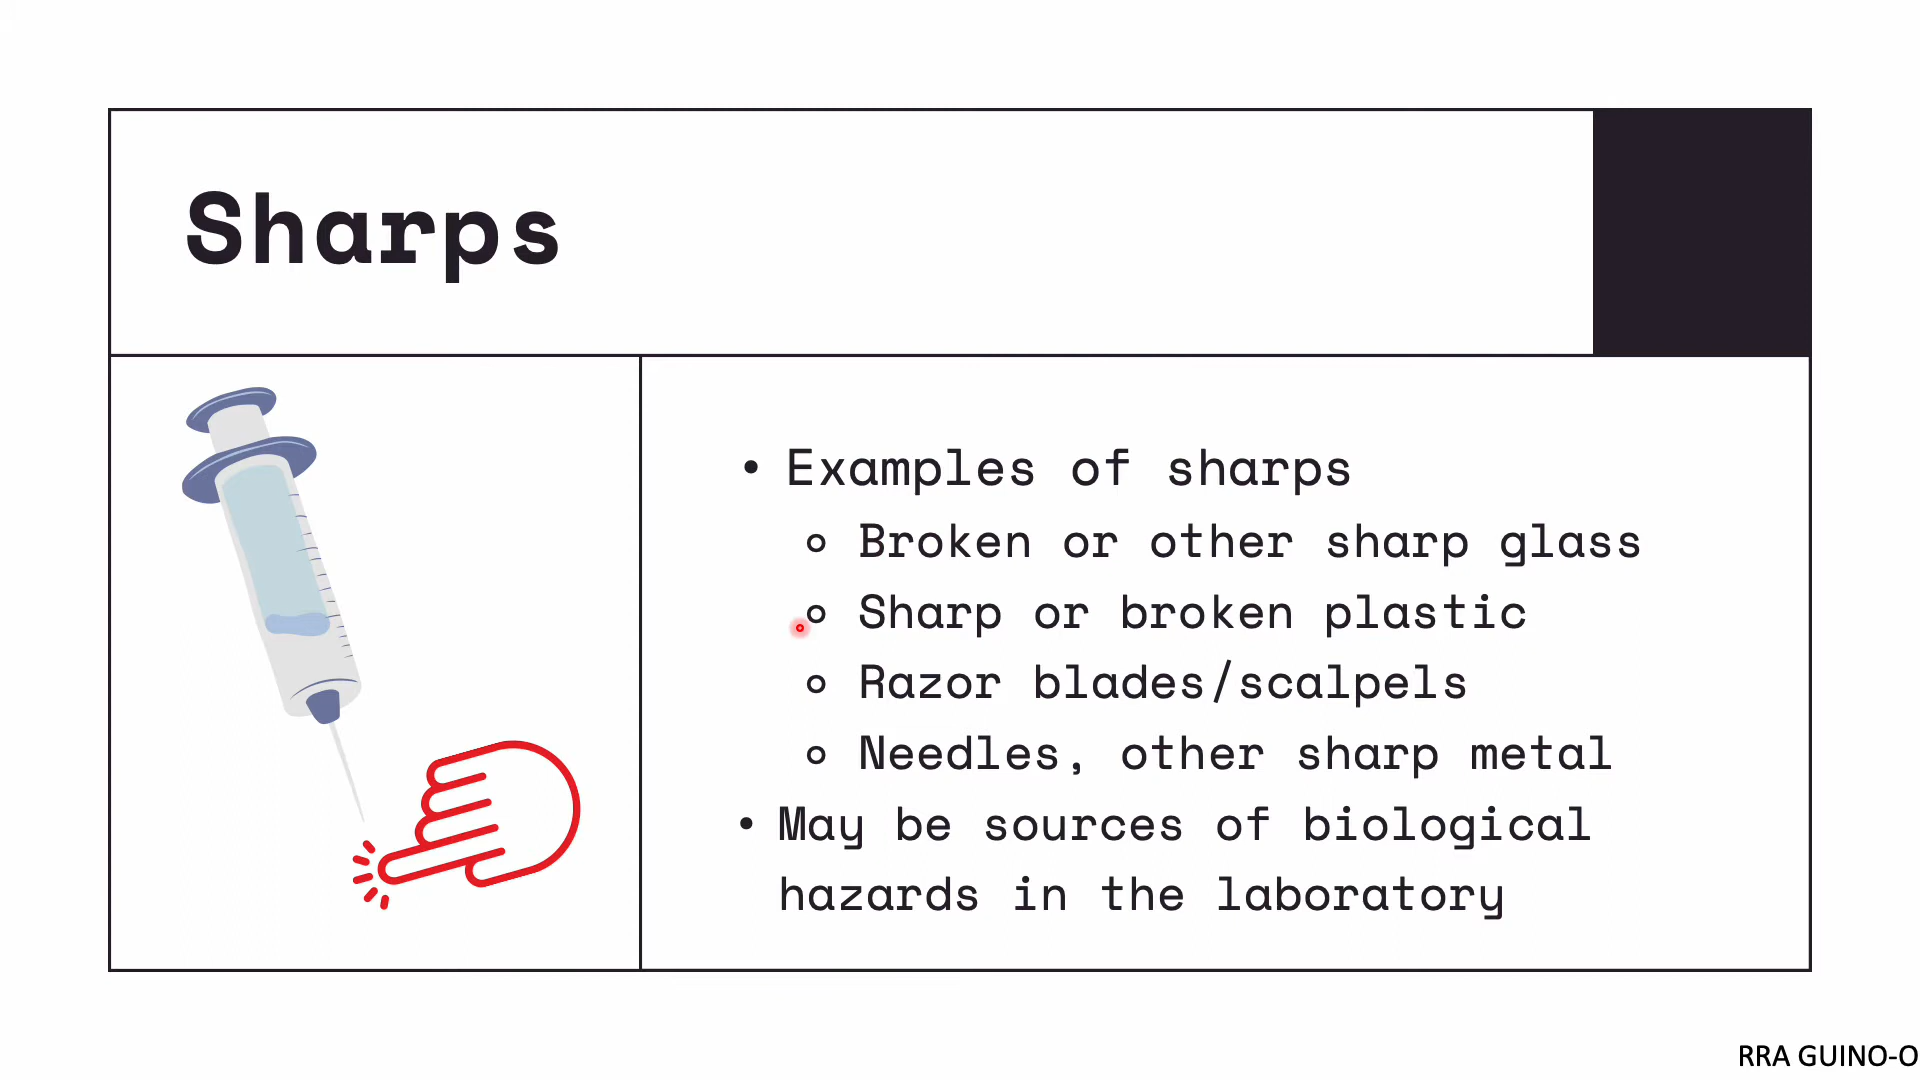 Sharps
• Examples of sharps
○ Broken or other sharp glass
○ Sharp or broken plastic
○ Razor blades/scalpels
○ Needles, other sharp metal
• May be sources of biological
hazards in the laboratory
RRA GUINO-O